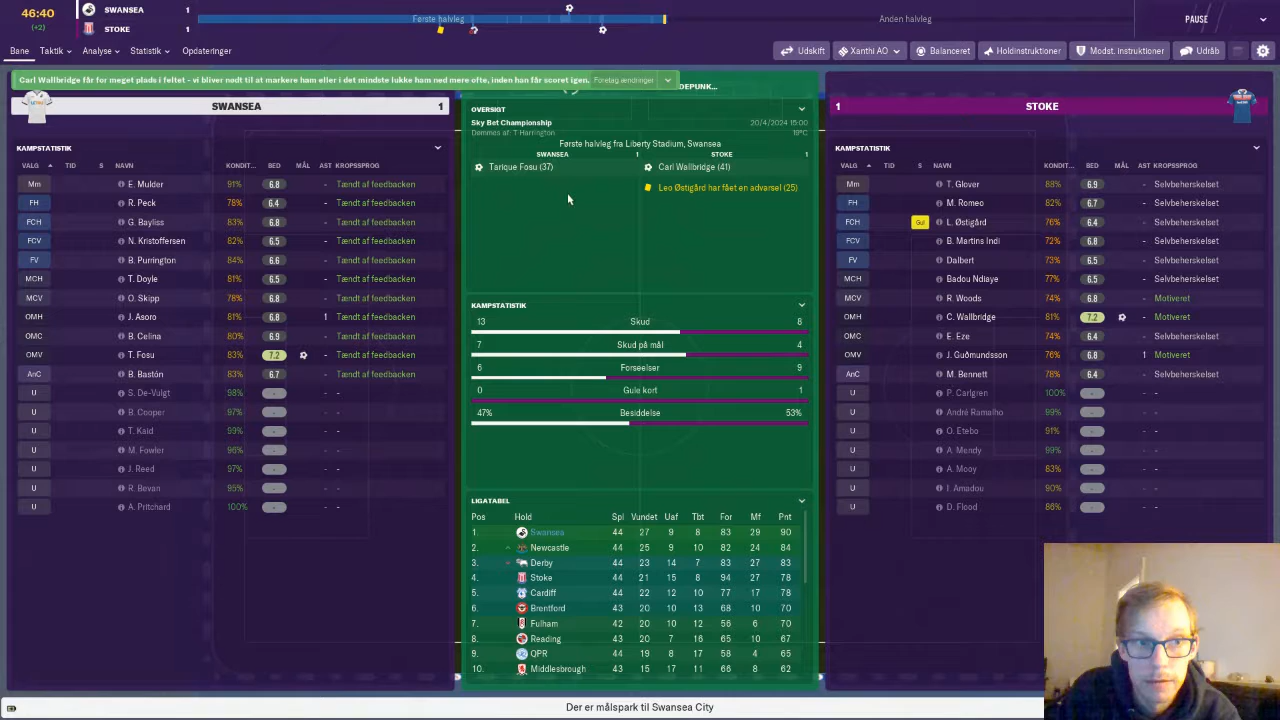 46:40
(+2)
SWANSEA 1
STOKE 1
Første halvleg
Anden halvleg
PAUSE
Bane Taktik Analyse Statistik Opdateringer
Udskift Xanthi AO Balanceret Holdinstruktioner Modst. instruktioner Udråb
Carl Wallbridge får for meget plads i feltet - vi bliver nødt til at markere ham eller i det mindste lukke ham ned mere ofte, inden han får scoret igen. Foretag ændringer
DEPUNK...
SWANSEA 1
KAMPSTATISTIK
VALG TID S NAVN KONDIT... BED MÅL AST KROPSSPROG
Mm E. Mulder 91% 6.8 - Tændt af feedbacken
FH R. Peck 78% 6.4 - Tændt af feedbacken
FCH G. Bayliss 83% 6.8 - Tændt af feedbacken
FCV N. Kristoffersen 82% 6.5 - Tændt af feedbacken
FV B. Purrington 84% 6.6 - Tændt af feedbacken
MCH T. Doyle 81% 6.5 - Tændt af feedbacken
MCV O. Skipp 78% 6.8 - Tændt af feedbacken
OMH J. Asoro 81% 6.8 1 Tændt af feedbacken
OMC B. Celina 80% 6.9 - Tændt af feedbacken
OMV T. Fosu 83% 7.2 - Tændt af feedbacken
AnC B. Bastón 83% 6.7 - Tændt af feedbacken
U S. De-Vulgt 98% - - -
U B. Cooper 97% - - -
U T. Kaid 99% - - -
U M. Fowler 96% - - -
U J. Reed 97% - - -
U R. Bevan 95% - - -
U A. Pritchard 100% - - -
OVERSIGT
Sky Bet Championship 20/4/2024 15:00
Dømmes af: T Harrington 19°C
Første halvleg fra Liberty Stadium, Swansea
SWANSEA 1 STOKE 1
Tarique Fosu (37) Carl Wallbridge (41)
Leo Østigård har fået en advarsel (25)
KAMPSTATISTIK
13 Skud 8
7 Skud på mål 4
6 Forseelser 9
0 Gule kort 1
47% Besiddelse 53%
LIGATABEL
Pos Hold Spl Vundet Uaf Tbt For Mf Pnt
1. Swansea 44 27 9 8 83 29 90
2. Newcastle 44 25 9 10 82 24 84
3. Derby 44 23 14 7 83 27 83
4. Stoke 44 21 15 8 94 27 78
5. Cardiff 44 22 12 10 77 17 78
6. Brentford 43 20 10 13 68 10 70
7. Fulham 42 20 10 12 56 6 70
8. Reading 43 20 7 16 65 10 67
9. QPR 44 19 8 17 58 4 65
10. Middlesbrough 43 15 17 11 66 8 62
1 STOKE
KAMPSTATISTIK
VALG TID S NAVN KONDIT... BED MÅL AST KROPSSPROG
Mm T. Glover 88% 6.9 - Selvbeherskelset
FH M. Romeo 82% 6.7 - Selvbeherskelset
FCH Gul L. Østigård 76% 6.4 - Selvbeherskelset
FCV B. Martins Indi 72% 6.8 - Selvbeherskelset
FV Dalbert 73% 6.5 - Selvbeherskelset
MCH Badou Ndiaye 77% 6.5 - Selvbeherskelset
MCV R. Woods 74% 6.8 - Motiveret
OMH C. Wallbridge 81% 7.2 - Motiveret
OMC E. Eze 74% 6.4 - Selvbeherskelset
OMV J. Guðmundsson 76% 6.8 1 Motiveret
AnC M. Bennett 78% 6.4 - Selvbeherskelset
U P. Carlgren 100% - - -
U André Ramalho 99% - - -
U O. Etebo 91% - - -
U A. Mendy 99% - - -
U A. Mooy 83% - - -
U I. Amadou 90% - - -
U D. Flood 86% - - -
Der er målspark til Swansea City